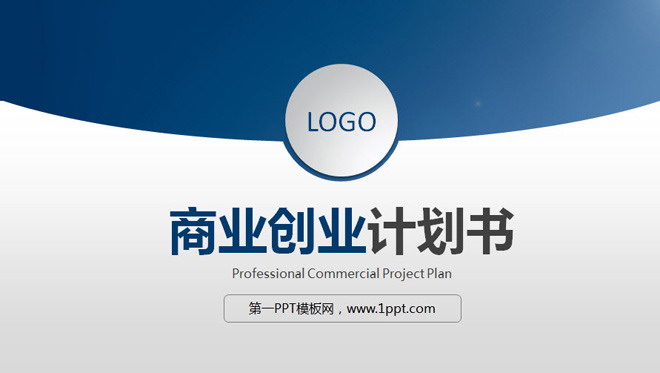 LOGO
商业创业计划书
Professional Commercial Project Plan
第一PPT模板网，www.1ppt.com